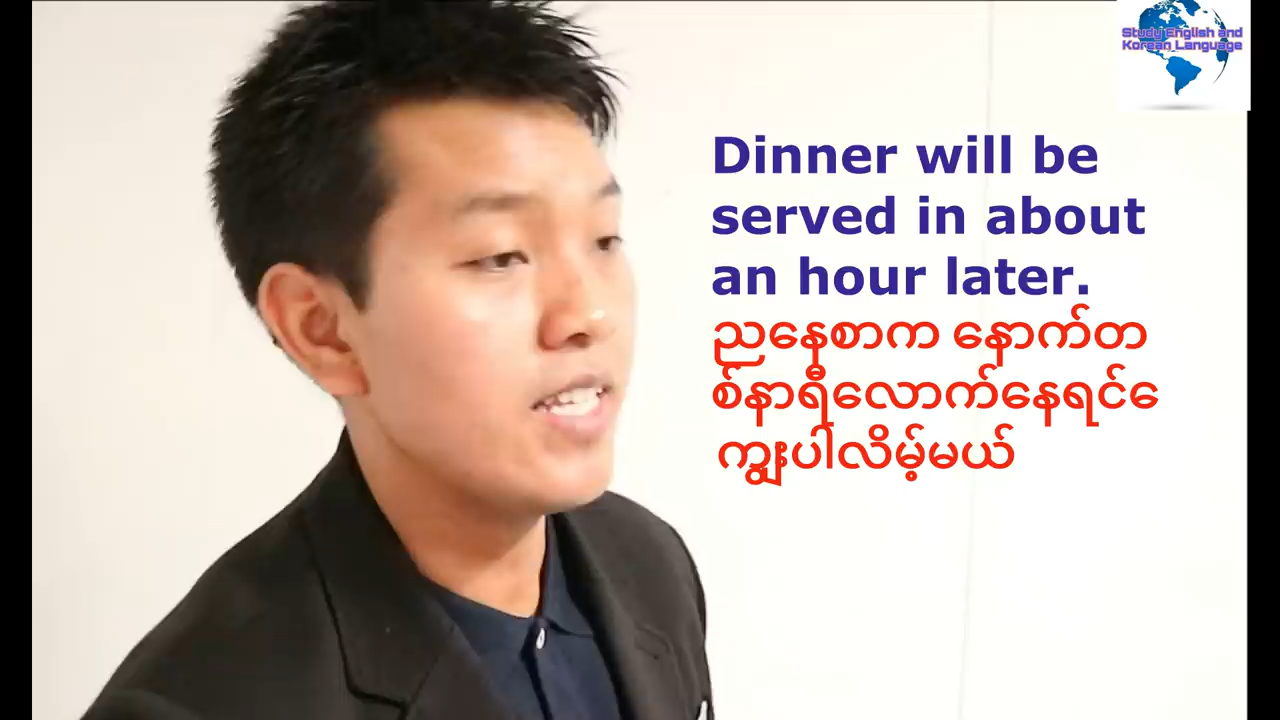 Study English and
Korean Language
Dinner will be
served in about
an hour later.
ညနေစာက နောက်တ
စ်နာရီလောက်နေရင်ေ
ကျွေးပါလိမ့်မယ်